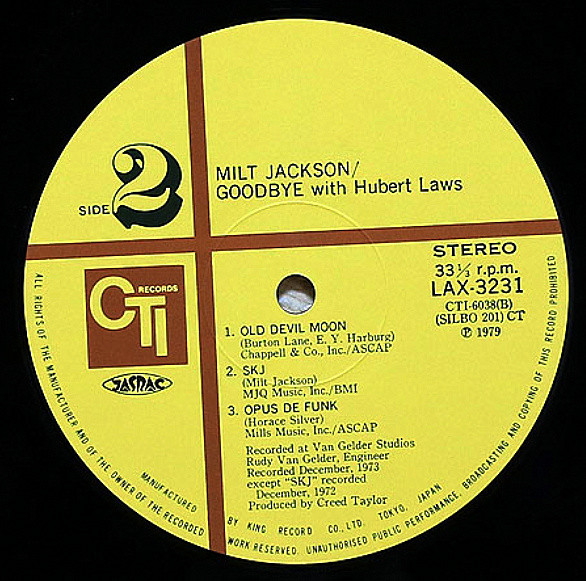 SIDE 2
MILT JACKSON/
GOODBYE with Hubert Laws
STEREO
33⅓ r.p.m.
LAX-3231
CTI-6038(B)
(SILBO 201) CT
Ⓟ 1979
CTI RECORDS
JASRAC
1. OLD DEVIL MOON
(Burton Lane, E. Y. Harburg)
Chappell & Co., Inc./ASCAP
2. SKJ
(Milt Jackson)
MJQ Music, Inc./BMI
3. OPUS DE FUNK
(Horace Silver)
Mills Music, Inc./ASCAP
Recorded at Van Gelder Studios
Rudy Van Gelder, Engineer
Recorded December, 1973
except "SKJ" recorded
December, 1972
Produced by Creed Taylor
MANUFACTURED BY KING RECORD CO., LTD. TOKYO, JAPAN
ALL RIGHTS OF THE MANUFACTURER AND OF THE OWNER OF THE RECORDED WORK RESERVED. UNAUTHORISED PUBLIC PERFORMANCE, BROADCASTING AND COPYING OF THIS RECORD PROHIBITED